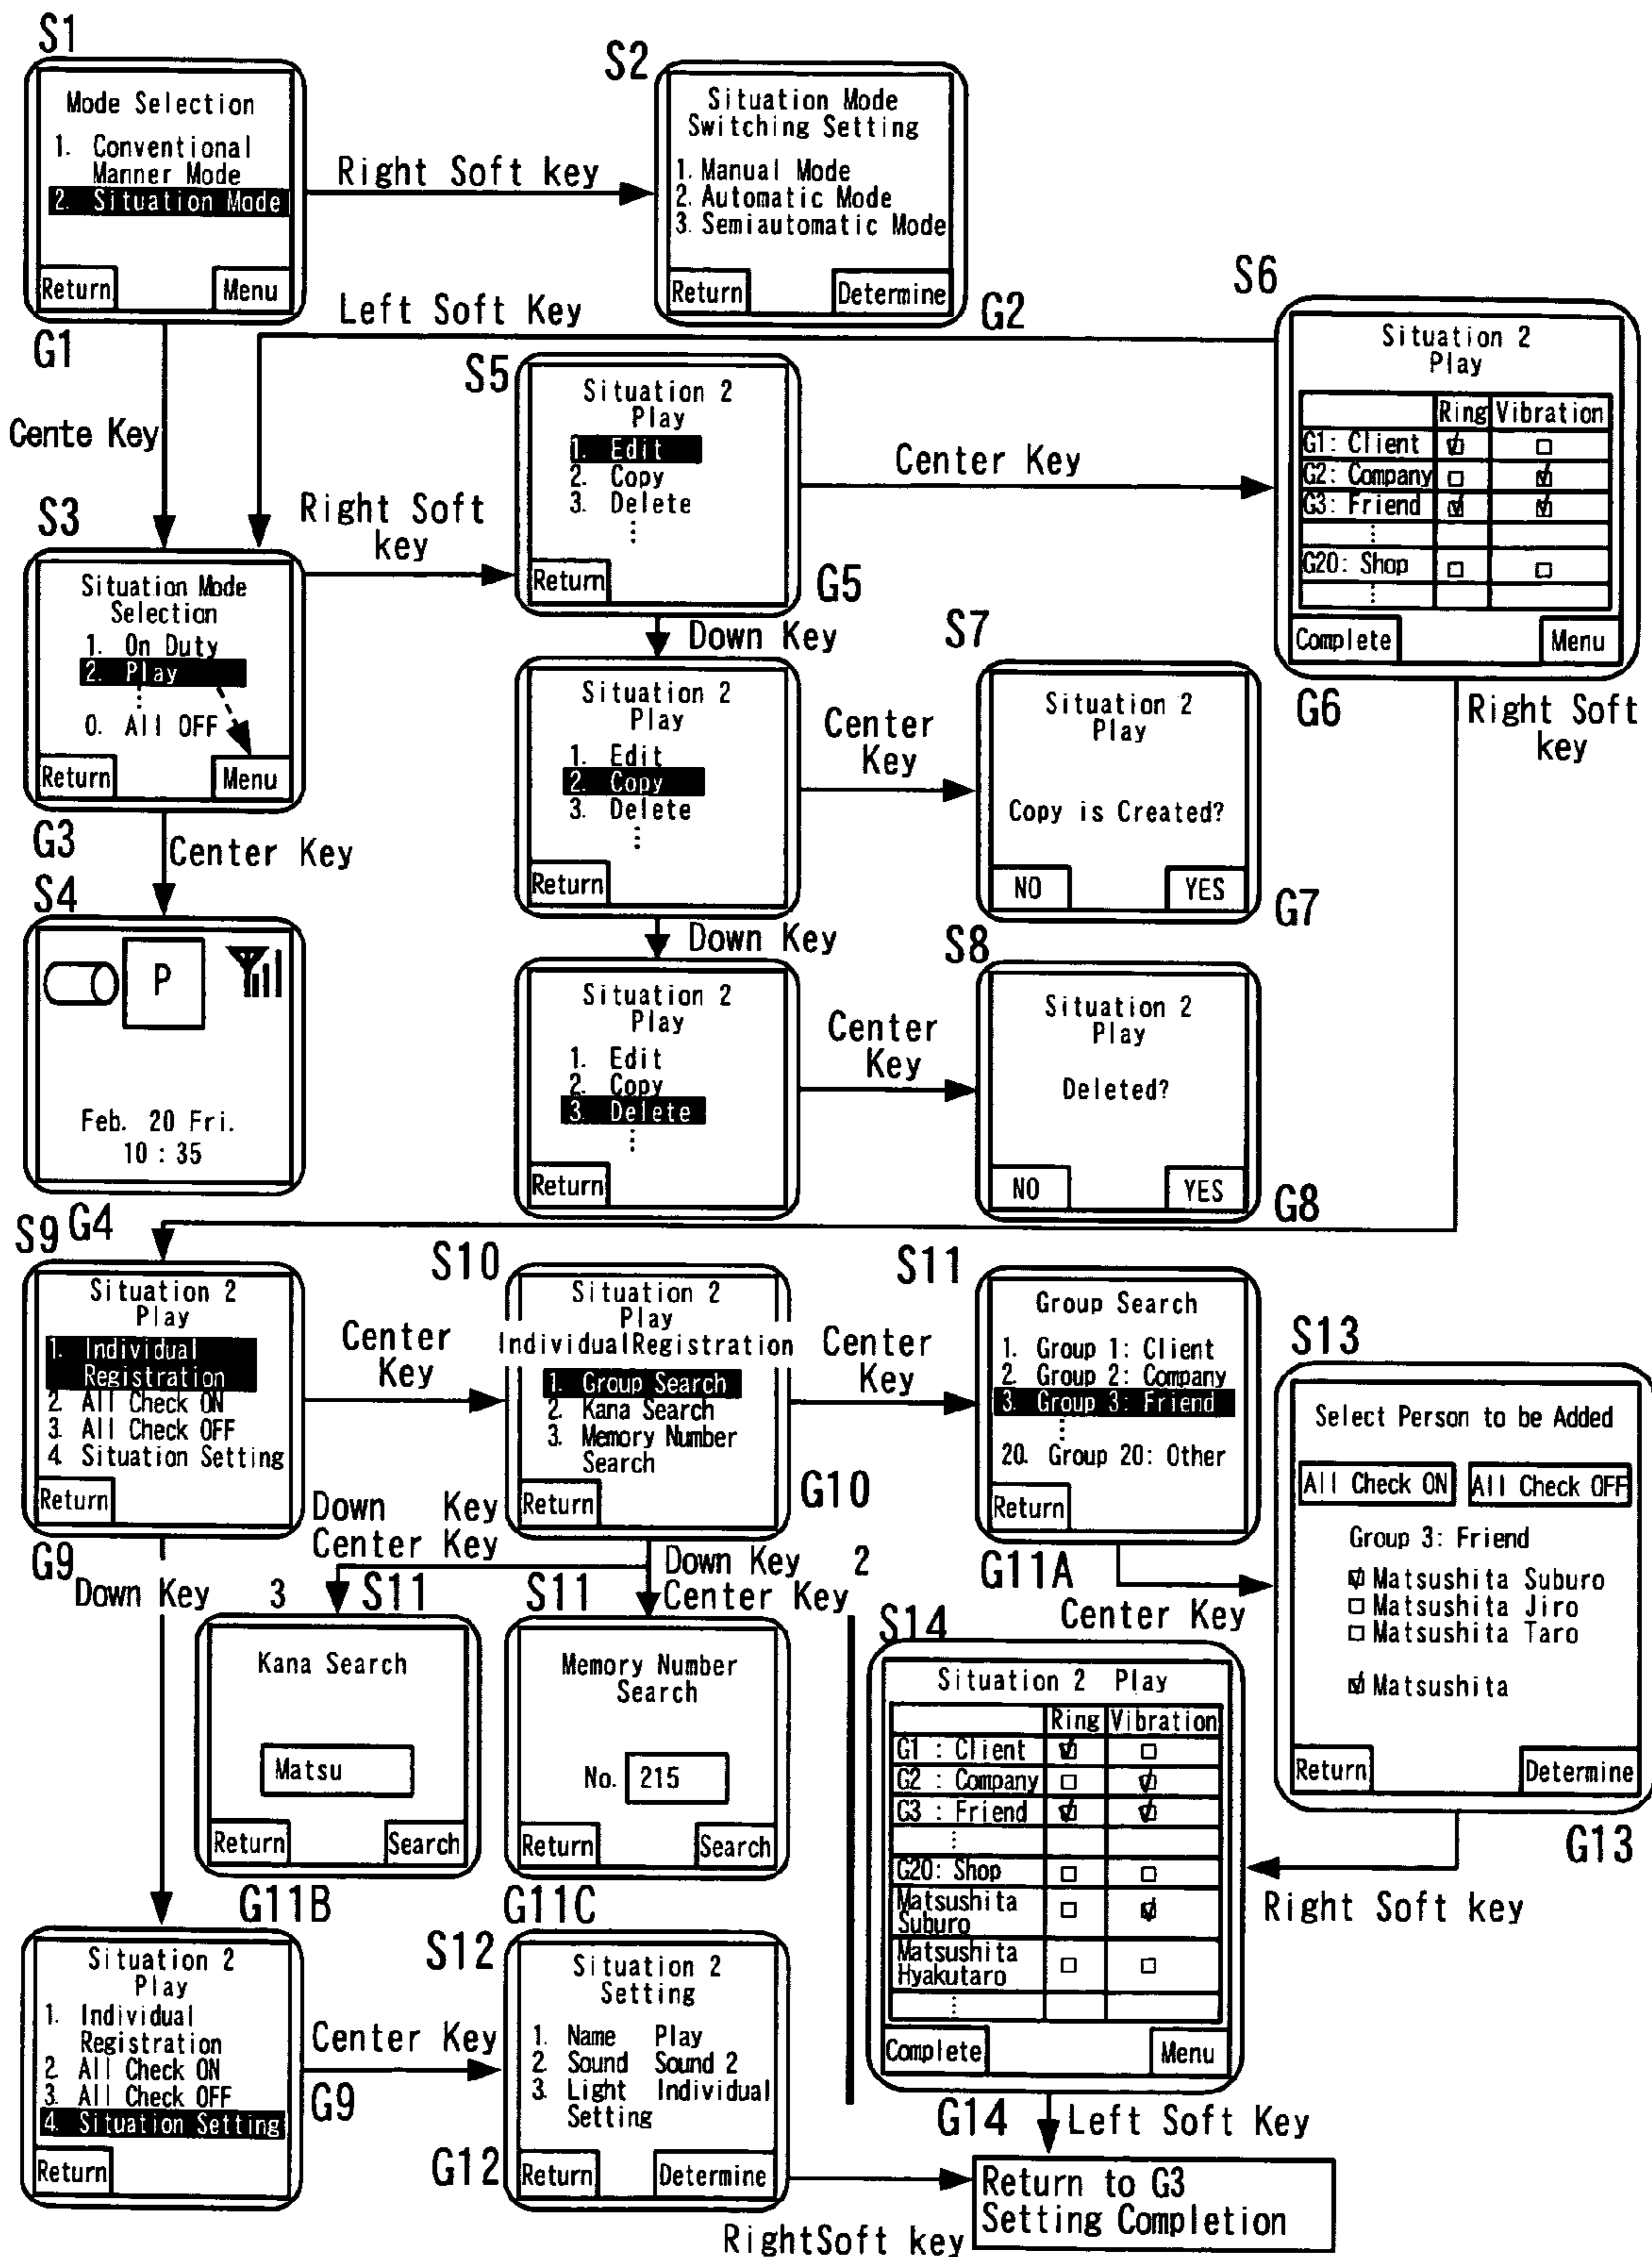 S1
Mode Selection
1. Conventional
Manner Mode
2. Situation Mode
Return
Menu
G1
Right Soft key
S2
Situation Mode
Switching Setting
1. Manual Mode
2. Automatic Mode
3. Semiautomatic Mode
Return
Determine
G2
Left Soft Key
Cente Key
S3
Situation Mode
Selection
1. On Duty
2. Play
⋮
0. All OFF
Return
Menu
G3
Right Soft
key
Center Key
S4
P
Feb. 20 Fri.
10 : 35
G4
S5
Situation 2
Play
1. Edit
2. Copy
3. Delete
⋮
Return
G5
Center Key
S6
Situation 2
Play
Ring Vibration
G1: Client
G2: Company
G3: Friend
⋮
G20: Shop
⋮
Complete
Menu
G6
Right Soft
key
Down Key
Situation 2
Play
1. Edit
2. Copy
3. Delete
⋮
Return
Center
Key
S7
Situation 2
Play
Copy is Created?
NO
YES
G7
Down Key
Situation 2
Play
1. Edit
2. Copy
3. Delete
⋮
Return
Center
Key
S8
Situation 2
Play
Deleted?
NO
YES
G8
S9
Situation 2
Play
1. Individual
Registration
2. All Check ON
3. All Check OFF
4. Situation Setting
Return
G9
Center
Key
S10
Situation 2
Play
IndividualRegistration
1. Group Search
2. Kana Search
3. Memory Number
Search
Return
G10
Center
Key
S11
Group Search
1. Group 1: Client
2. Group 2: Company
3. Group 3: Friend
⋮
20. Group 20: Other
Return
G11A
Center Key
S13
Select Person to be Added
All Check ON
All Check OFF
Group 3: Friend
Matsushita Suburo
Matsushita Jiro
Matsushita Taro
Matsushita
Return
Determine
G13
Right Soft key
Down Key
Center Key
Down Key 2
Center Key
Down Key
3
S11
Kana Search
Matsu
Return
Search
G11B
S11
Memory Number
Search
No. 215
Return
Search
G11C
S14
Situation 2 Play
Ring Vibration
G1 : Client
G2 : Company
G3 : Friend
⋮
G20: Shop
Matsushita
Suburo
Matsushita
Hyakutaro
⋮
Complete
Menu
G14
Left Soft Key
Situation 2
Play
1. Individual
Registration
2. All Check ON
3. All Check OFF
4. Situation Setting
Return
G9
Center Key
S12
Situation 2
Setting
1. Name Play
2. Sound Sound 2
3. Light Individual
Setting
Return
Determine
G12
RightSoft key
Return to G3
Setting Completion